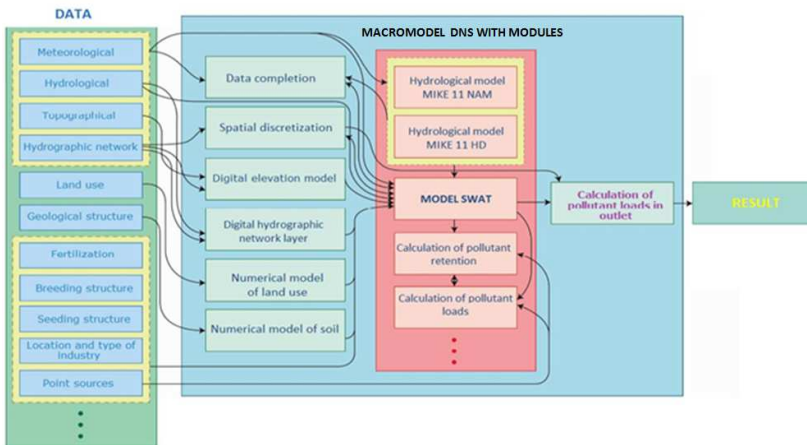 DATA
Meteorological
Hydrological
Topographical
Hydrographic network
Land use
Geological structure
Fertilization
Breeding structure
Seeding structure
Location and type of
industry
Point sources
MACROMODEL DNS WITH MODULES
Data completion
Spatial discretization
Digital elevation model
Digital hydrographic
network layer
Numerical model
of land use
Numerical model of soil
Hydrological model
MIKE 11 NAM
Hydrological model
MIKE 11 HD
MODEL SWAT
Calculation of pollutant
retention
Calculation of pollutant
loads
Calculation of
pollutant loads in
outlet
RESULT